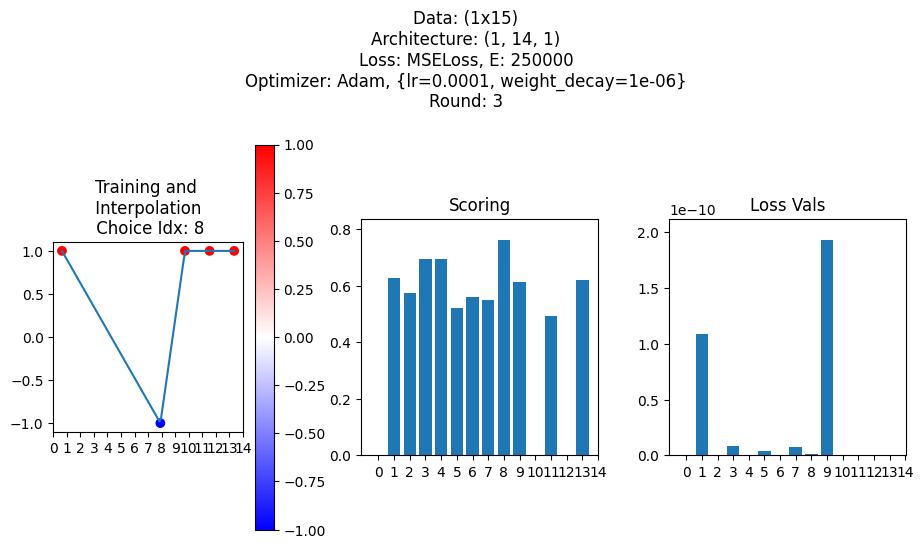 Data: (1x15)
Architecture: (1, 14, 1)
Loss: MSELoss, E: 250000
Optimizer: Adam, {lr=0.0001, weight_decay=1e-06}
Round: 3
Training and
Interpolation
Choice Idx: 8
1.0
0.5
0.0
−0.5
−1.0
0 1 2 3 4 5 6 7 8 9 10 11 12 13 14
1.00
0.75
0.50
0.25
0.00
−0.25
−0.50
−0.75
−1.00
Scoring
0.8
0.6
0.4
0.2
0.0
0 1 2 3 4 5 6 7 8 9 10 11 12 13 14
Loss Vals
1e−10
2.0
1.5
1.0
0.5
0.0
0 1 2 3 4 5 6 7 8 9 10 11 12 13 14